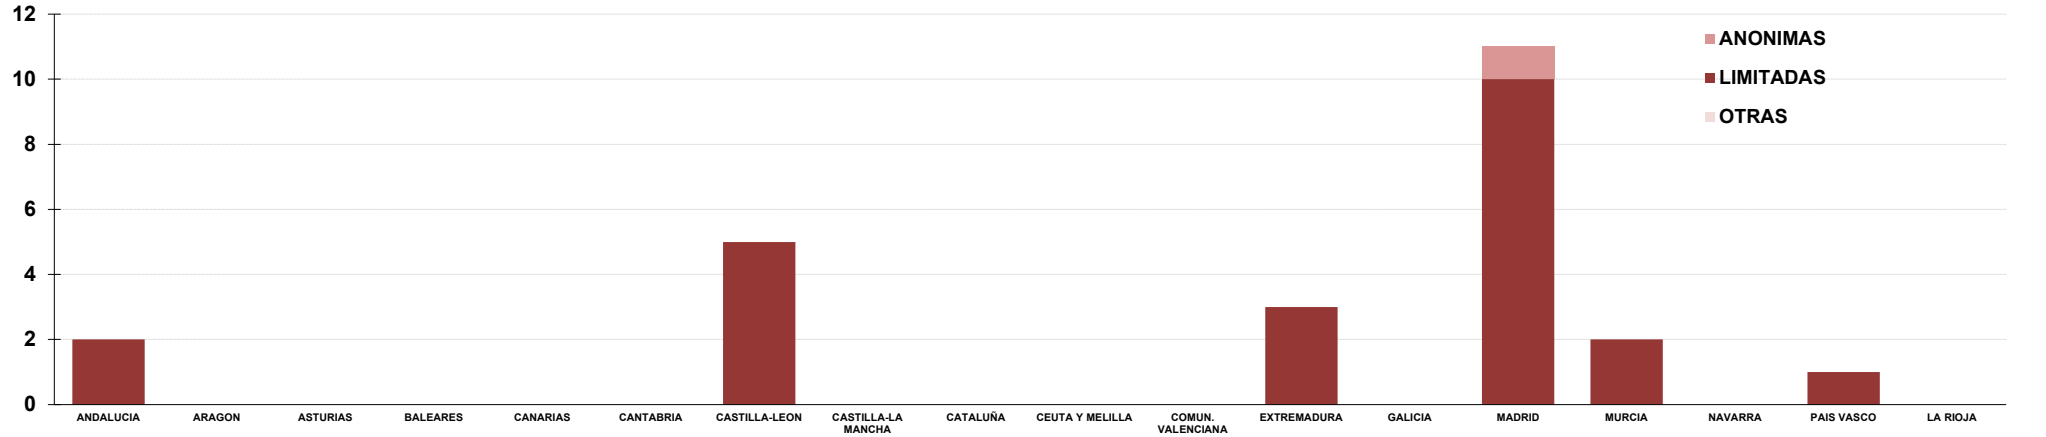 12
10
8
6
4
2
0
ANONIMAS
LIMITADAS
OTRAS
ANDALUCIA
ARAGON
ASTURIAS
BALEARES
CANARIAS
CANTABRIA
CASTILLA-LEON
CASTILLA-LA
MANCHA
CATALUÑA
CEUTA Y MELILLA
COMUN.
VALENCIANA
EXTREMADURA
GALICIA
MADRID
MURCIA
NAVARRA
PAIS VASCO
LA RIOJA